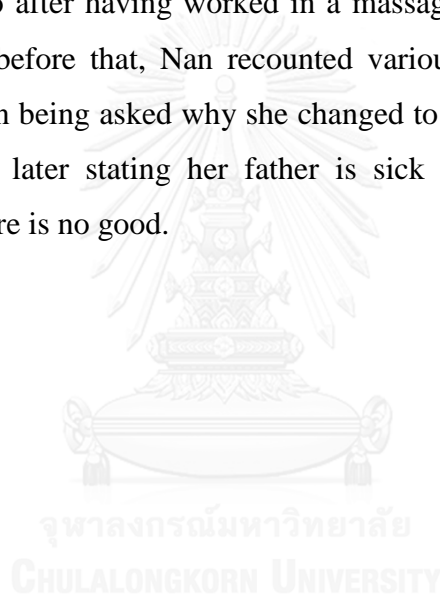 o after having worked in a massag
before that, Nan recounted variou
n being asked why she changed to
later stating her father is sick
re is no good.
จุฬาลงกรณ์มหาวิทยาลัย
CHULALONGKORN UNIVERSITY